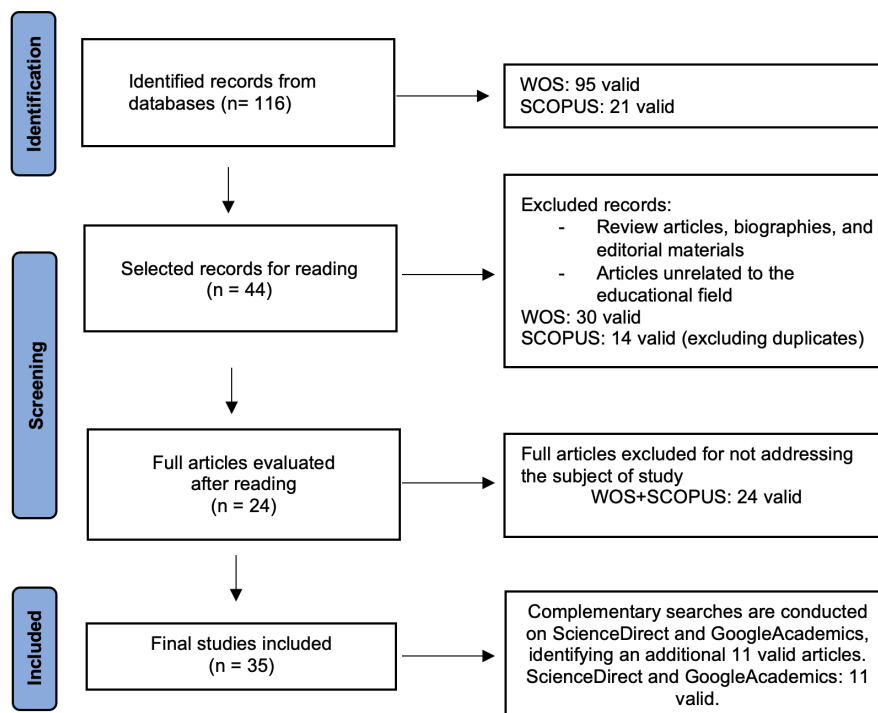 Identification
Identified records from
databases (n= 116)
WOS: 95 valid
SCOPUS: 21 valid
Screening
Selected records for reading
(n = 44)
Excluded records:
- Review articles, biographies, and
editorial materials
- Articles unrelated to the
educational field
WOS: 30 valid
SCOPUS: 14 valid (excluding duplicates)
Full articles evaluated
after reading
(n = 24)
Full articles excluded for not addressing
the subject of study
WOS+SCOPUS: 24 valid
Included
Final studies included
(n = 35)
Complementary searches are conducted
on ScienceDirect and GoogleAcademics,
identifying an additional 11 valid articles.
ScienceDirect and GoogleAcademics: 11
valid.